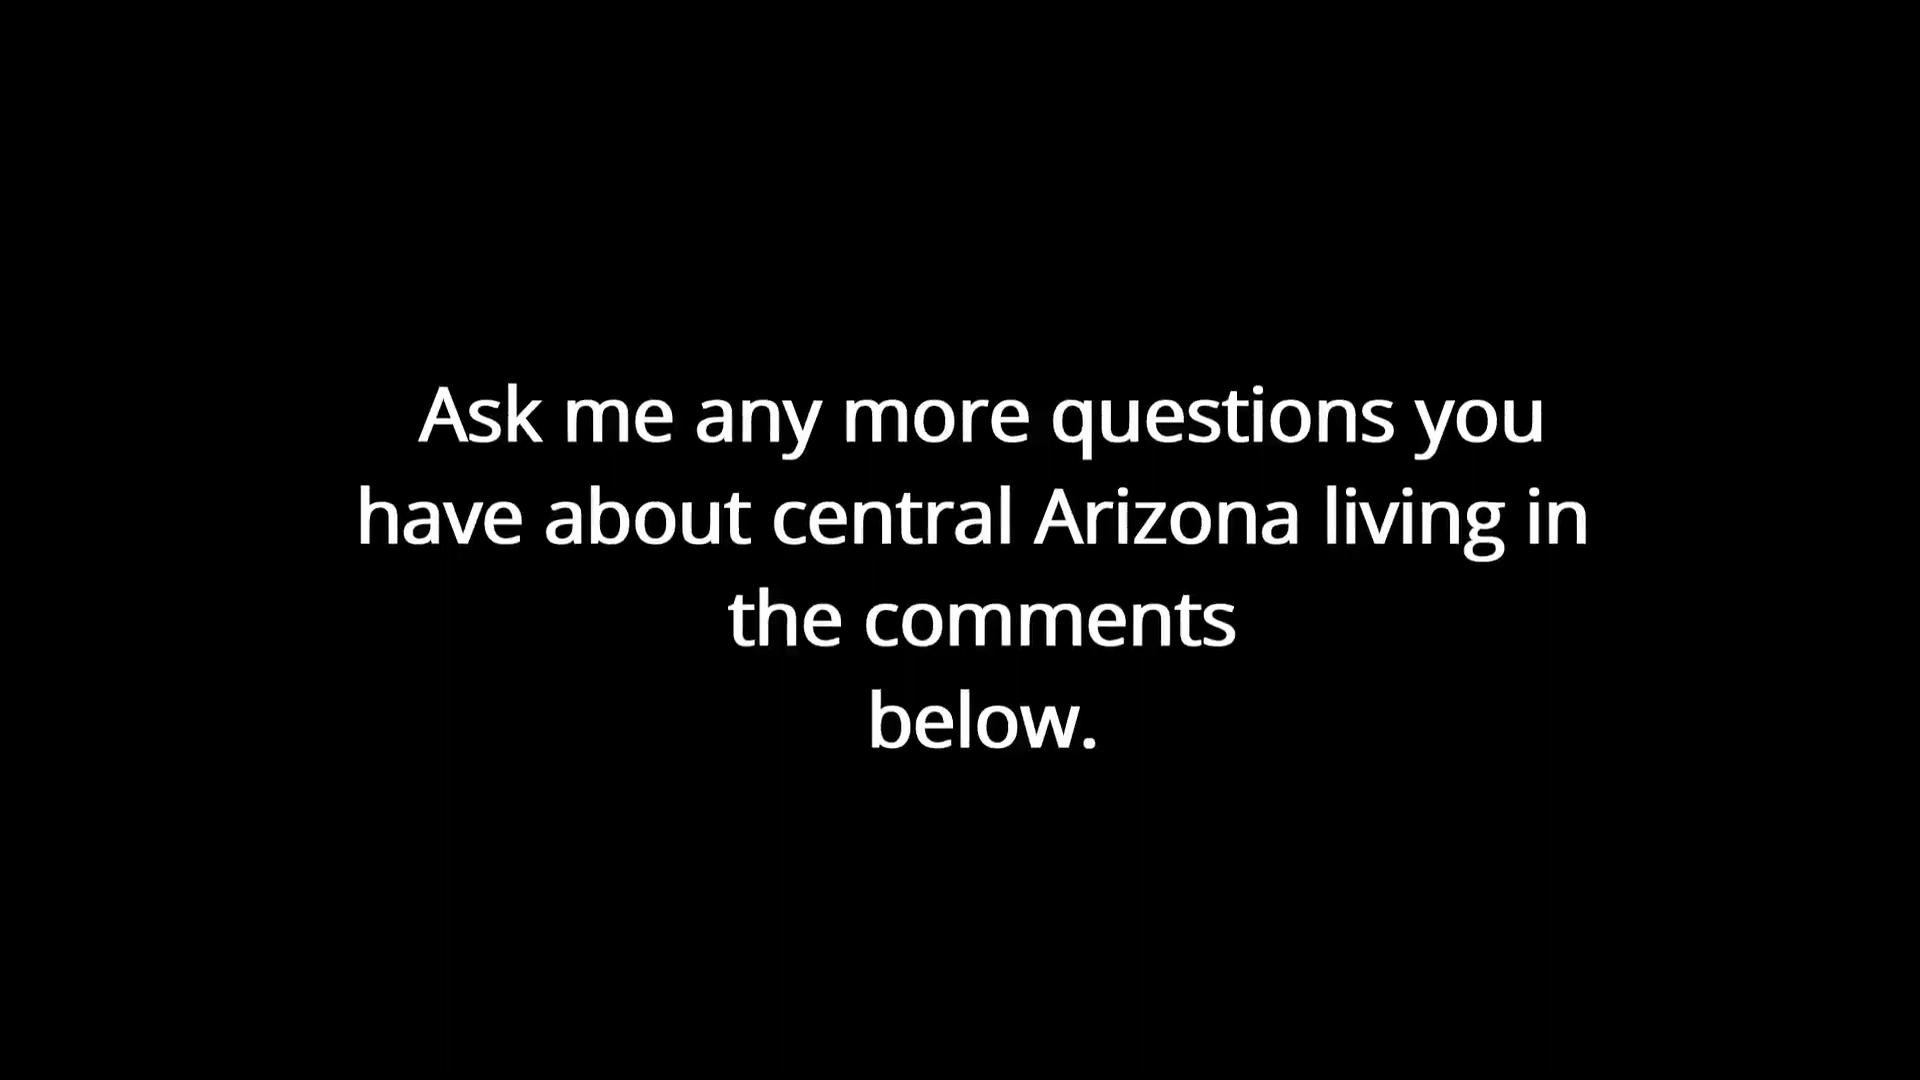 Ask me any more questions you
have about central Arizona living in
the comments
below.